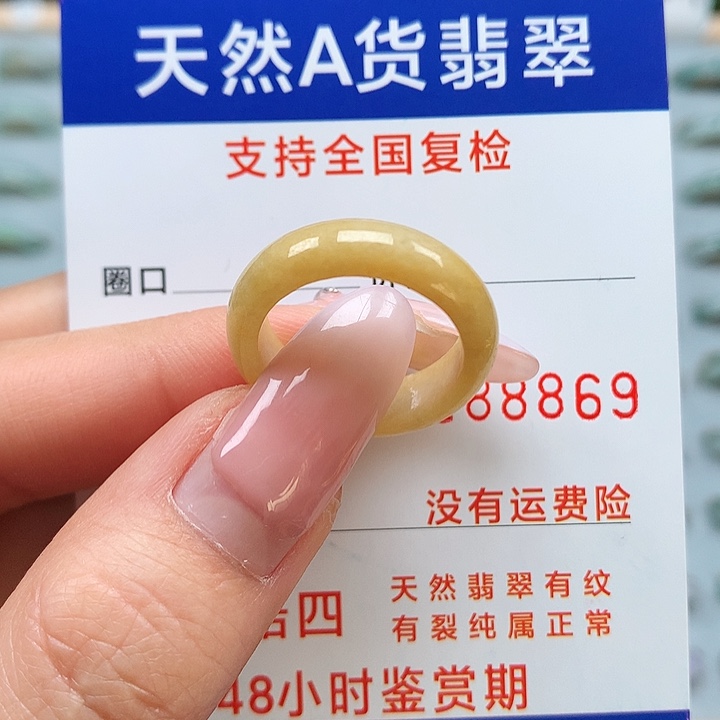 天然A货翡翠
支持全国复检
圈口
88869
没有运费险
天然翡翠有纹
有裂纯属正常
四
48小时鉴赏期